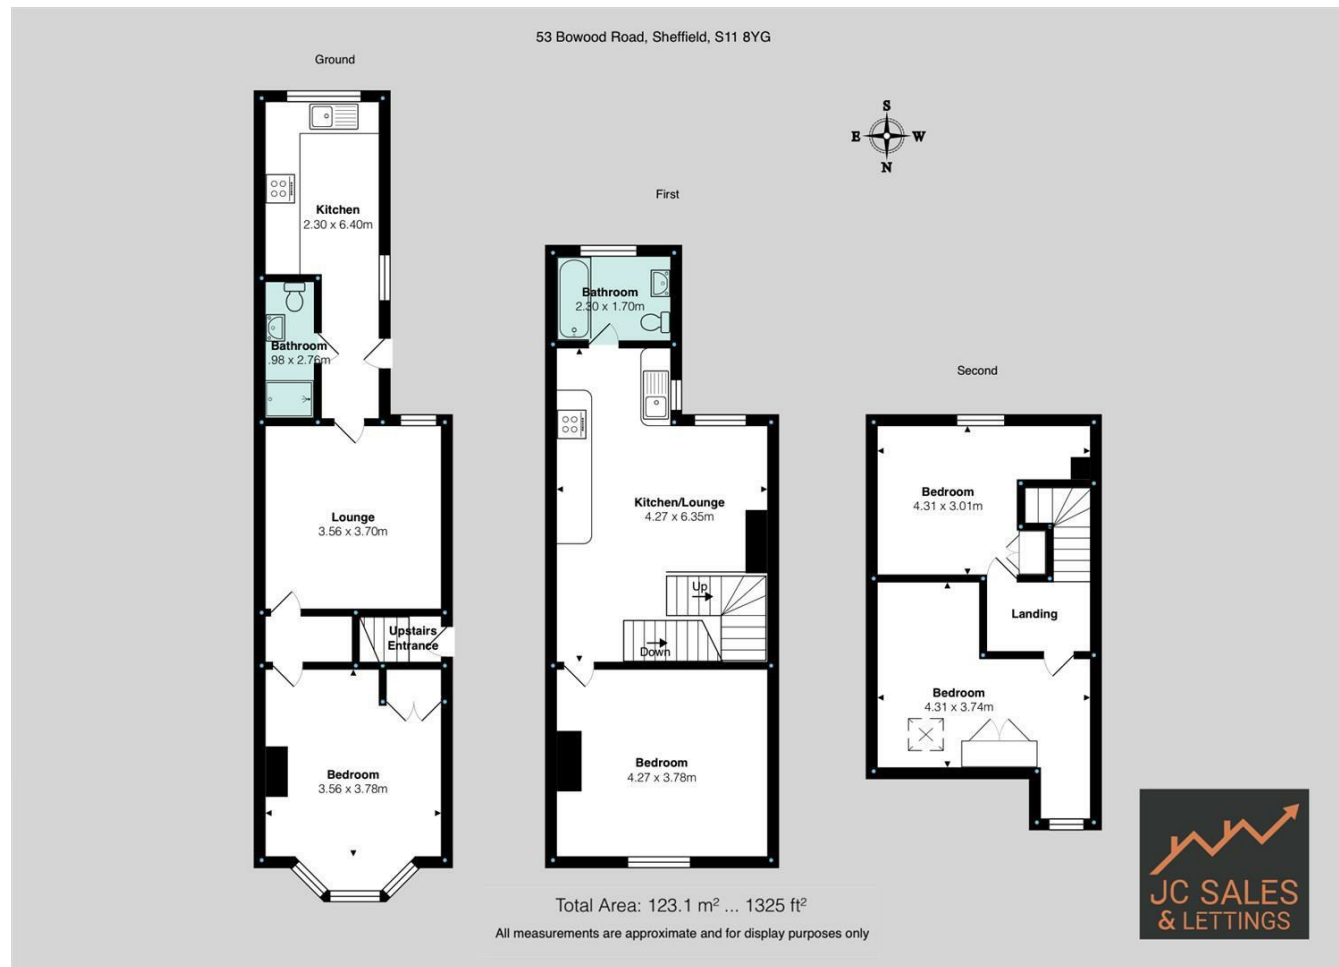 53 Bowood Road, Sheffield, S11 8YG
Ground
Kitchen
2.30 x 6.40m
Bathroom
.98 x 2.76m
Lounge
3.56 x 3.70m
Upstairs
Entrance
Bedroom
3.56 x 3.78m
First
Bathroom
2.30 x 1.70m
Kitchen/Lounge
4.27 x 6.35m
Up
Down
Bedroom
4.27 x 3.78m
S
E W
N
Second
Bedroom
4.31 x 3.01m
Landing
Bedroom
4.31 x 3.74m
Total Area: 123.1 m² ... 1325 ft²
All measurements are approximate and for display purposes only
JC SALES
& LETTINGS